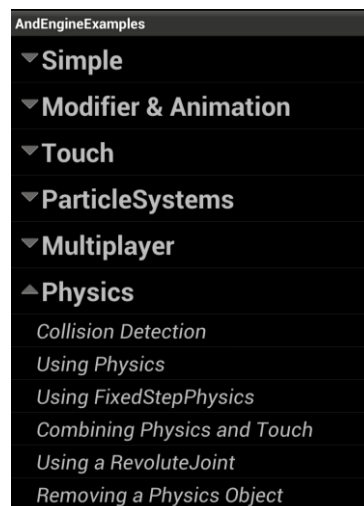 AndEngineExamples
Simple
Modifier & Animation
Touch
ParticleSystems
Multiplayer
Physics
Collision Detection
Using Physics
Using FixedStepPhysics
Combining Physics and Touch
Using a RevoluteJoint
Removing a Physics Object